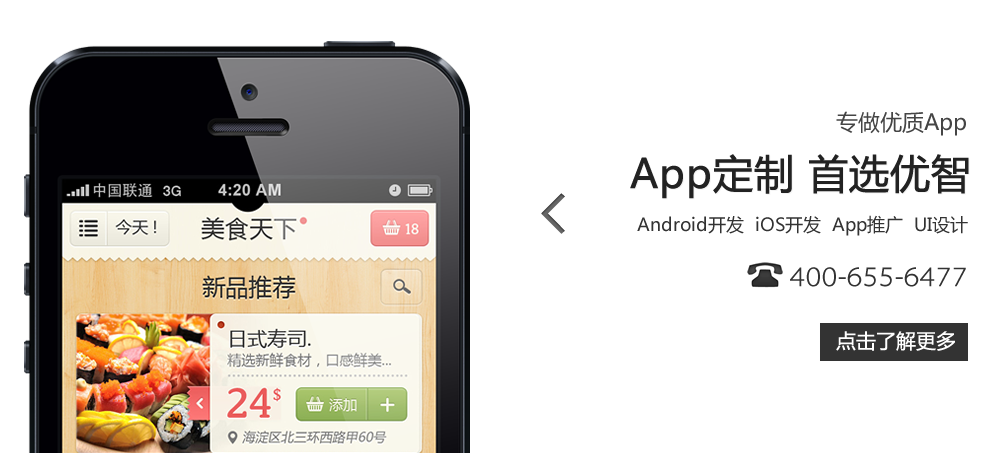 中国联通 3G 4:20 AM
今天！ 美食天下 18
新品推荐
日式寿司.
精选新鲜食材，口感鲜美...
24$ 添加
海淀区北三环西路甲60号
专做优质App
App定制 首选优智
Android开发 iOS开发 App推广 UI设计
400-655-6477
点击了解更多